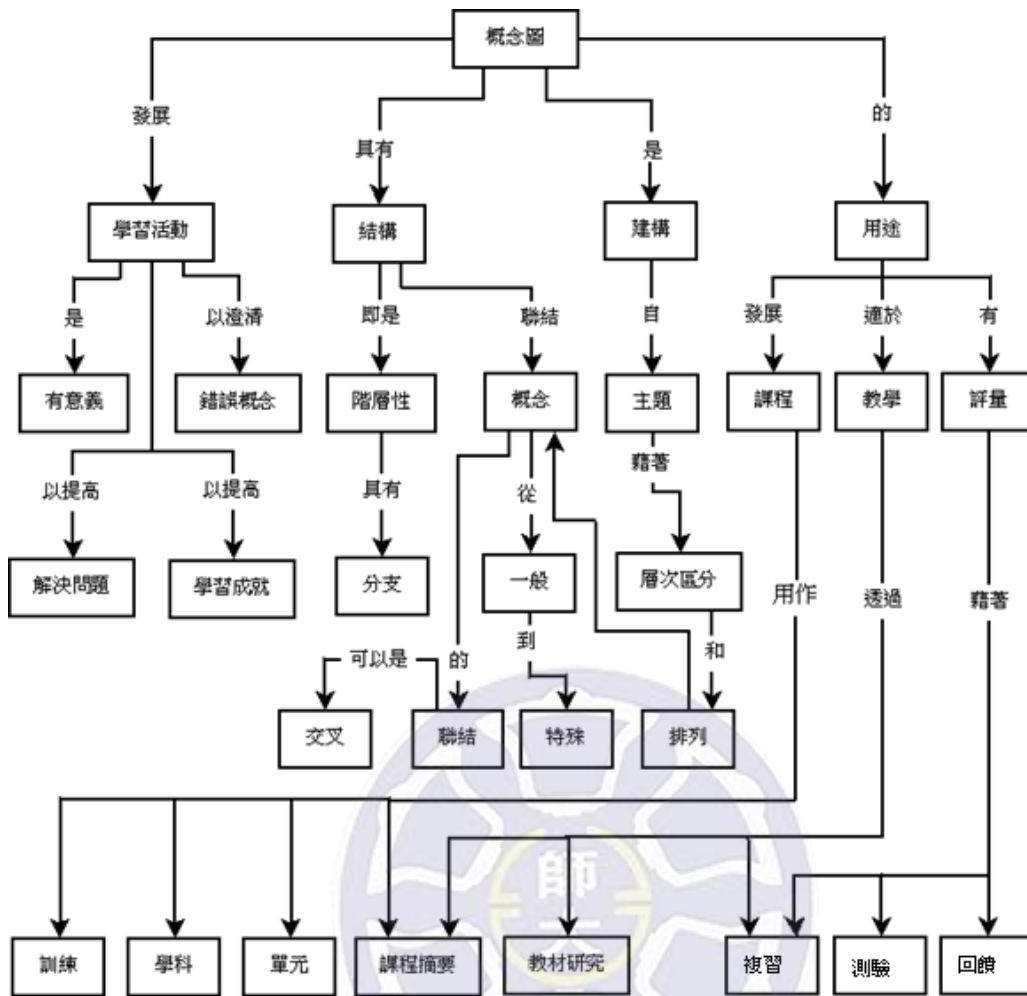 概念圖
發展
具有
是
的
學習活動
結構
建構
用途
是
以澄清
即是
聯結
自
發展
適於
有
有意義
錯誤概念
階層性
概念
主題
課程
教學
評量
以提高
以提高
具有
從
藉著
解決問題
學習成就
分支
一般
層次區分
用作
透過
藉著
可以是
的
到
和
交叉
聯結
特殊
排列
師
大
訓練
學科
單元
課程摘要
教材研究
複習
測驗
回饋